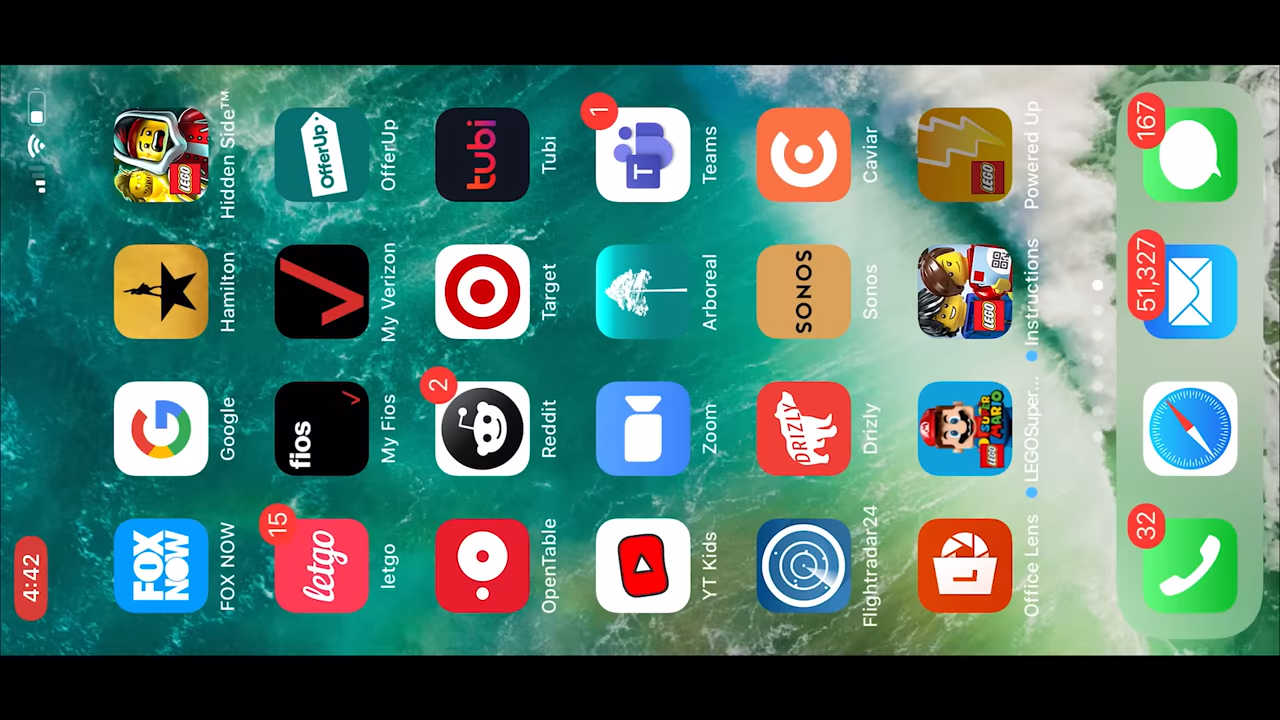 4:42
FOX
NOW
LEGO
FOX NOW Google Hamilton Hidden Side™
15
letgo fios OfferUp
letgo My Fios My Verizon OfferUp
2
tubi
OpenTable Reddit Target Tubi
1
T
YT Kids Zoom Arboreal Teams
DRIZLY SONOS
Flightradar24 Drizly Sonos Caviar
LEGO SUPER MARIO LEGO LEGO
Office Lens LEGOSuper... Instructions Powered Up
32 51,327 167